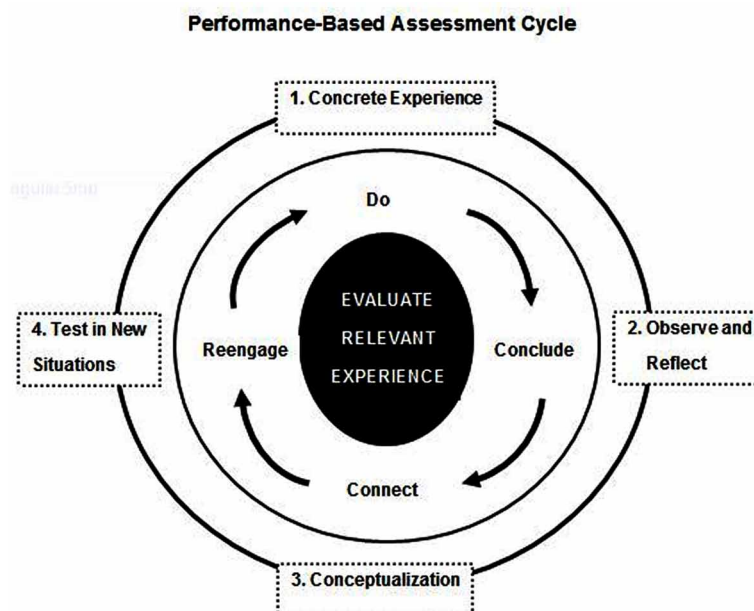 Performance-Based Assessment Cycle
1. Concrete Experience
Do
EVALUATE
RELEVANT
EXPERIENCE
4. Test in New
Situations
Reengage
Conclude
2. Observe and
Reflect
Connect
3. Conceptualization